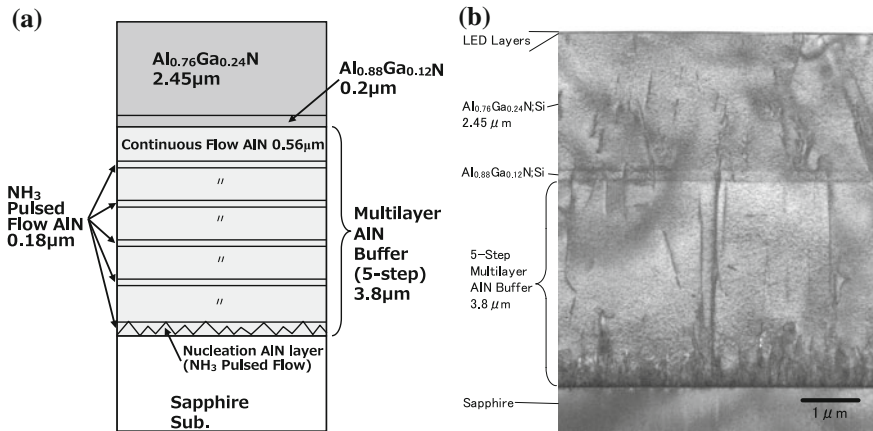 (a)
Al0.76Ga0.24N
2.45μm
Al0.88Ga0.12N
0.2μm
Continuous Flow AlN 0.56μm
〃
〃
〃
〃
NH3
Pulsed
Flow AlN
0.18μm
Multilayer
AlN
Buffer
(5-step)
3.8μm
Nucleation AlN layer
(NH3 Pulsed Flow)
Sapphire
Sub.
(b)
LED Layers
Al0.76Ga0.24N;Si
2.45 μm
Al0.88Ga0.12N;Si
5-Step
Multilayer
AlN Buffer
3.8 μm
Sapphire
1 μm